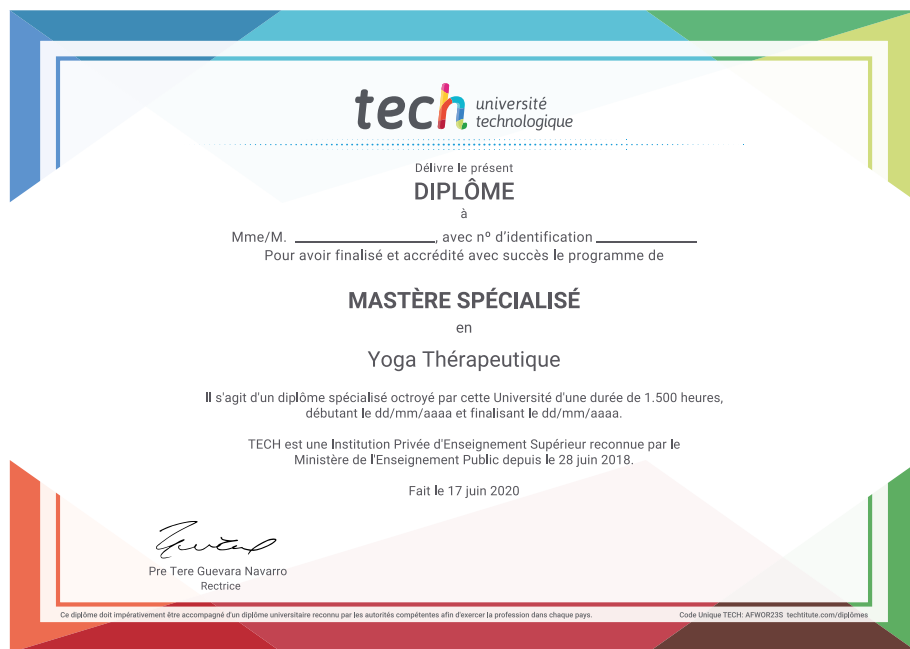 tech université
technologique
Délivre le présent
DIPLÔME
à
Mme/M. ____________, avec nº d'identification ____________
Pour avoir finalisé et accrédité avec succès le programme de
MASTÈRE SPÉCIALISÉ
en
Yoga Thérapeutique
Il s'agit d'un diplôme spécialisé octroyé par cette Université d'une durée de 1.500 heures,
débutant le dd/mm/aaaa et finalisant le dd/mm/aaaa.
TECH est une Institution Privée d'Enseignement Supérieur reconnue par le
Ministère de l'Enseignement Public depuis le 28 juin 2018.
Fait le 17 juin 2020
Pre Tere Guevara Navarro
Rectrice
Ce diplôme doit impérativement être accompagné d'un diplôme universitaire reconnu par les autorités compétentes afin d'exercer la profession dans chaque pays.
Code Unique TECH: AFWOR23S techtitute.com/diplômes